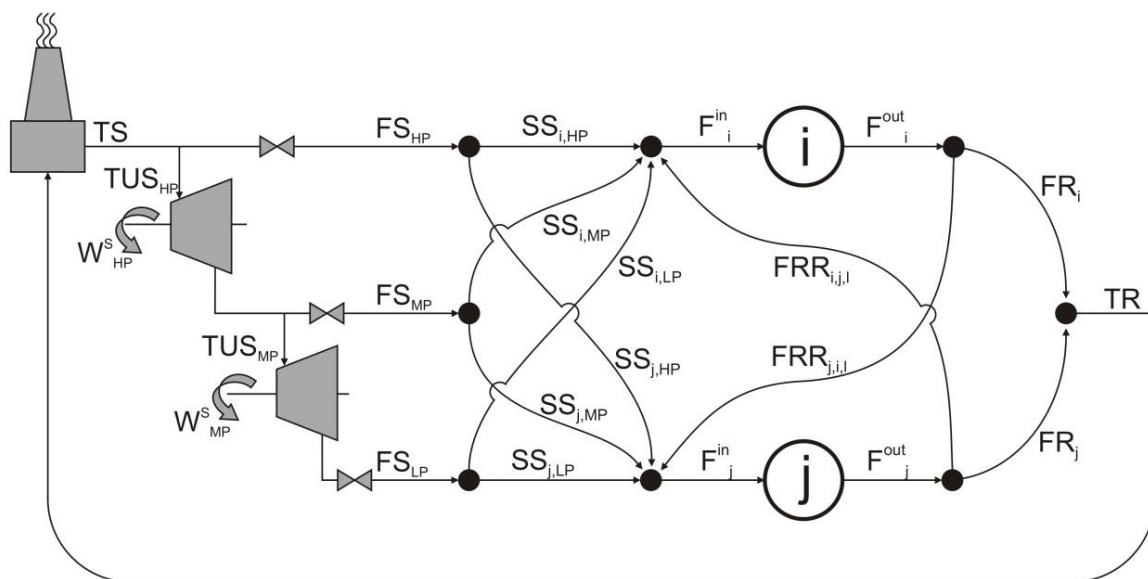 TS
FS_HP
SS_i,HP
F^in_i
i
F^out_i
TUS_HP
FR_i
W^S_HP
SS_i,MP
SS_i,LP
FRR_i,j,l
FS_MP
TR
TUS_MP
SS_j,HP
FRR_j,i,l
W^S_MP
SS_j,MP
FR_j
FS_LP
SS_j,LP
F^in_j
j
F^out_j